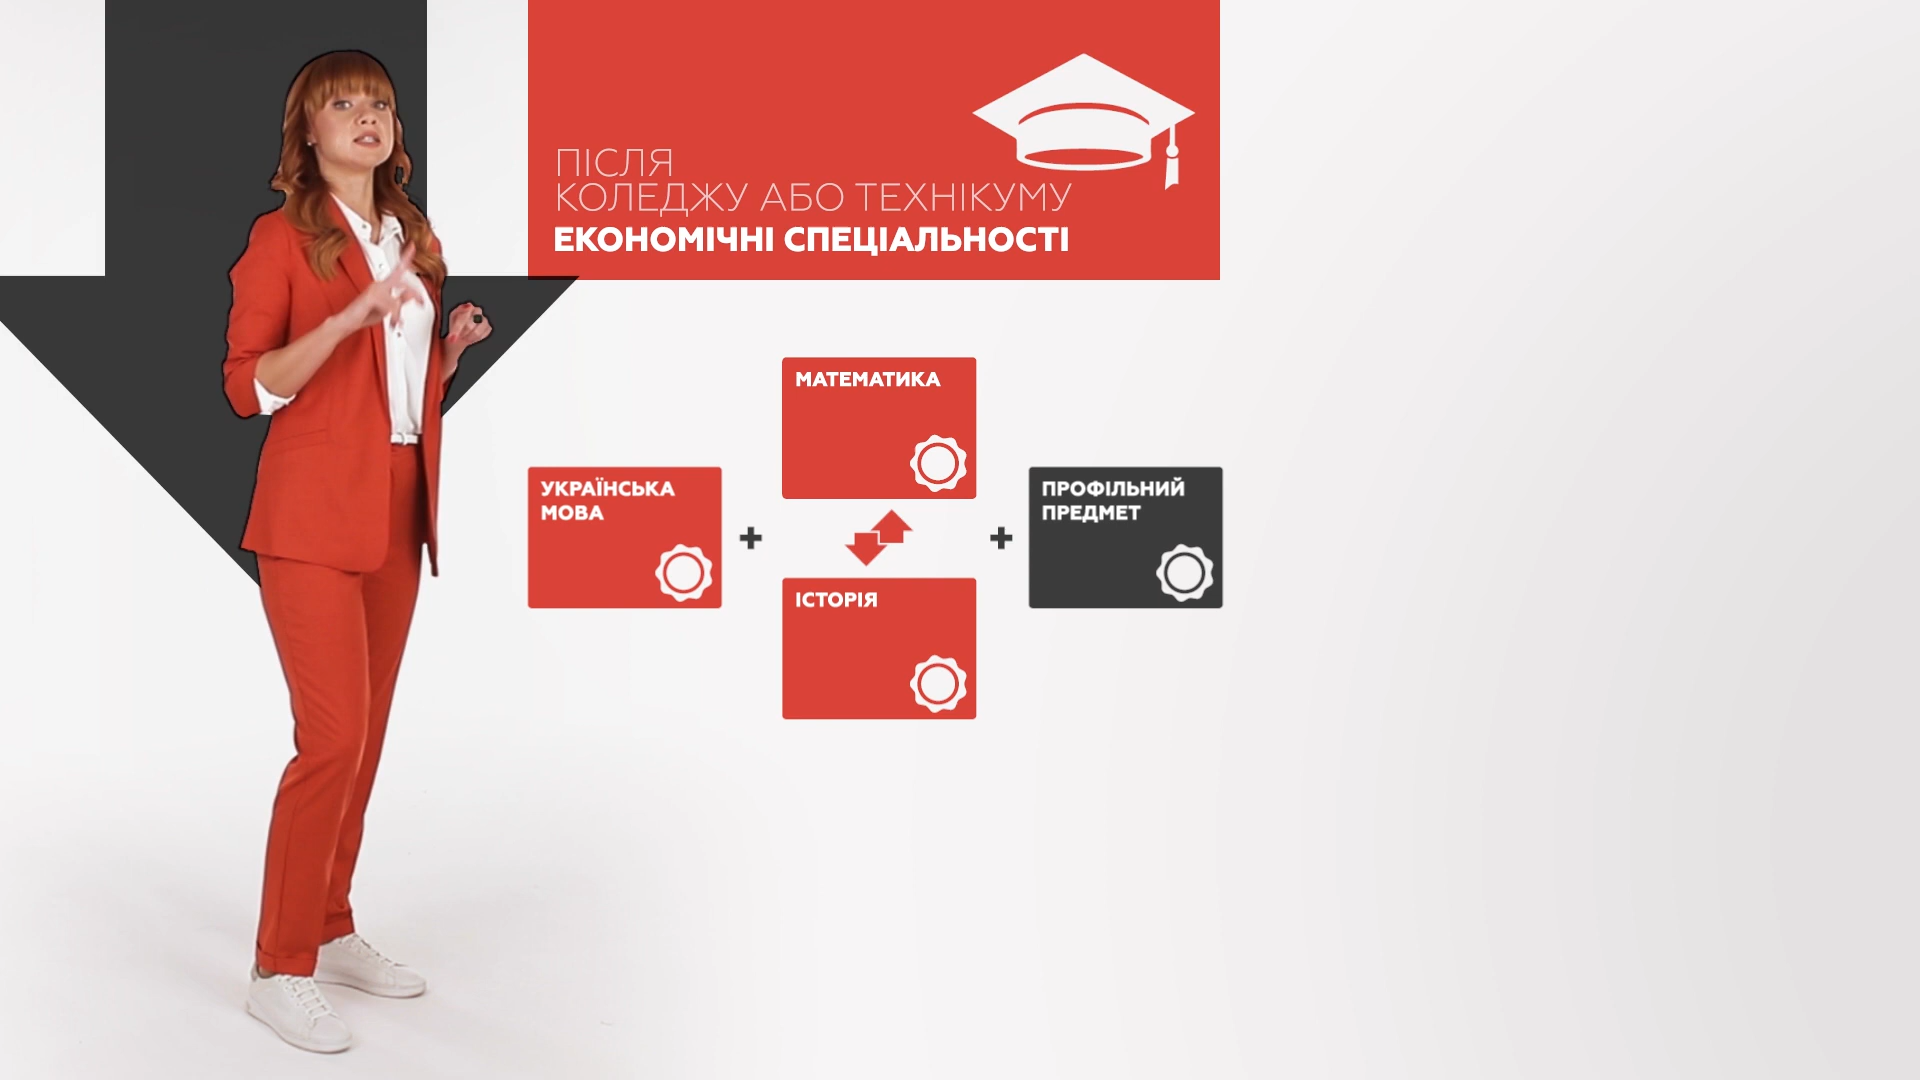 ПІСЛЯ
КОЛЕДЖУ АБО ТЕХНІКУМУ
ЕКОНОМІЧНІ СПЕЦІАЛЬНОСТІ
МАТЕМАТИКА
УКРАЇНСЬКА
МОВА
+
+
ПРОФІЛЬНИЙ
ПРЕДМЕТ
ІСТОРІЯ